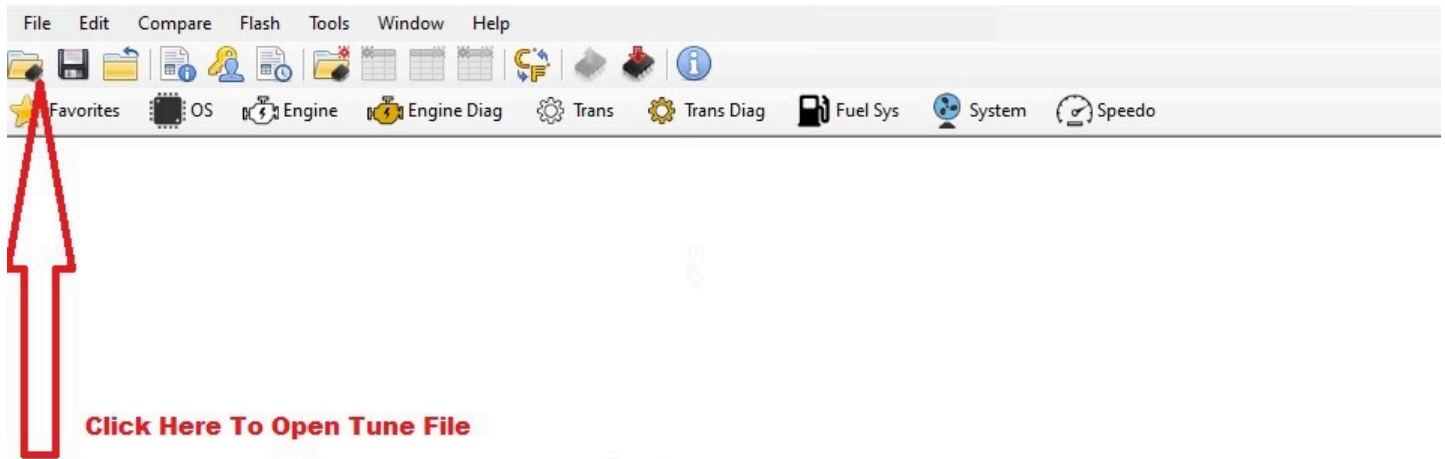 File Edit Compare Flash Tools Window Help
Favorites OS Engine Engine Diag Trans Trans Diag Fuel Sys System Speedo
Click Here To Open Tune File